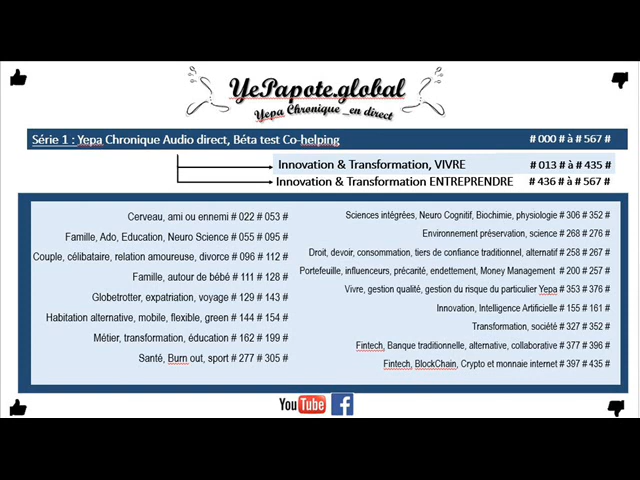 YePapote.global
Yepa Chronique _en direct
Série 1 : Yepa Chronique Audio direct, Béta test Co-helping # 000 # à # 567 #
Innovation & Transformation, VIVRE # 013 # à # 435 #
Innovation & Transformation ENTREPRENDRE # 436 # à # 567 #
Cerveau, ami ou ennemi # 022 # 053 #
Famille, Ado, Education, Neuro Science # 055 # 095 #
Couple, célibataire, relation amoureuse, divorce # 096 # 112 #
Famille, autour de bébé # 111 # 128 #
Globetrotter, expatriation, voyage # 129 # 143 #
Habitation alternative, mobile, flexible, green # 144 # 154 #
Métier, transformation, éducation # 162 # 199 #
Santé, Burn out, sport # 277 # 305 #
Sciences intégrées, Neuro Cognitif, Biochimie, physiologie # 306 # 352 #
Environnement préservation, science # 268 # 276 #
Droit, devoir, consommation, tiers de confiance traditionnel, alternatif # 258 # 267 #
Portefeuille, influenceurs, précarité, endettement, Money Management # 200 # 257 #
Vivre, gestion qualité, gestion du risque du particulier Yepa # 353 # 376 #
Innovation, Intelligence Artificielle # 155 # 161 #
Transformation, société # 327 # 352 #
Fintech, Banque traditionnelle, alternative, collaborative # 377 # 396 #
Fintech, BlockChain, Crypto et monnaie internet # 397 # 435 #
YouTube f